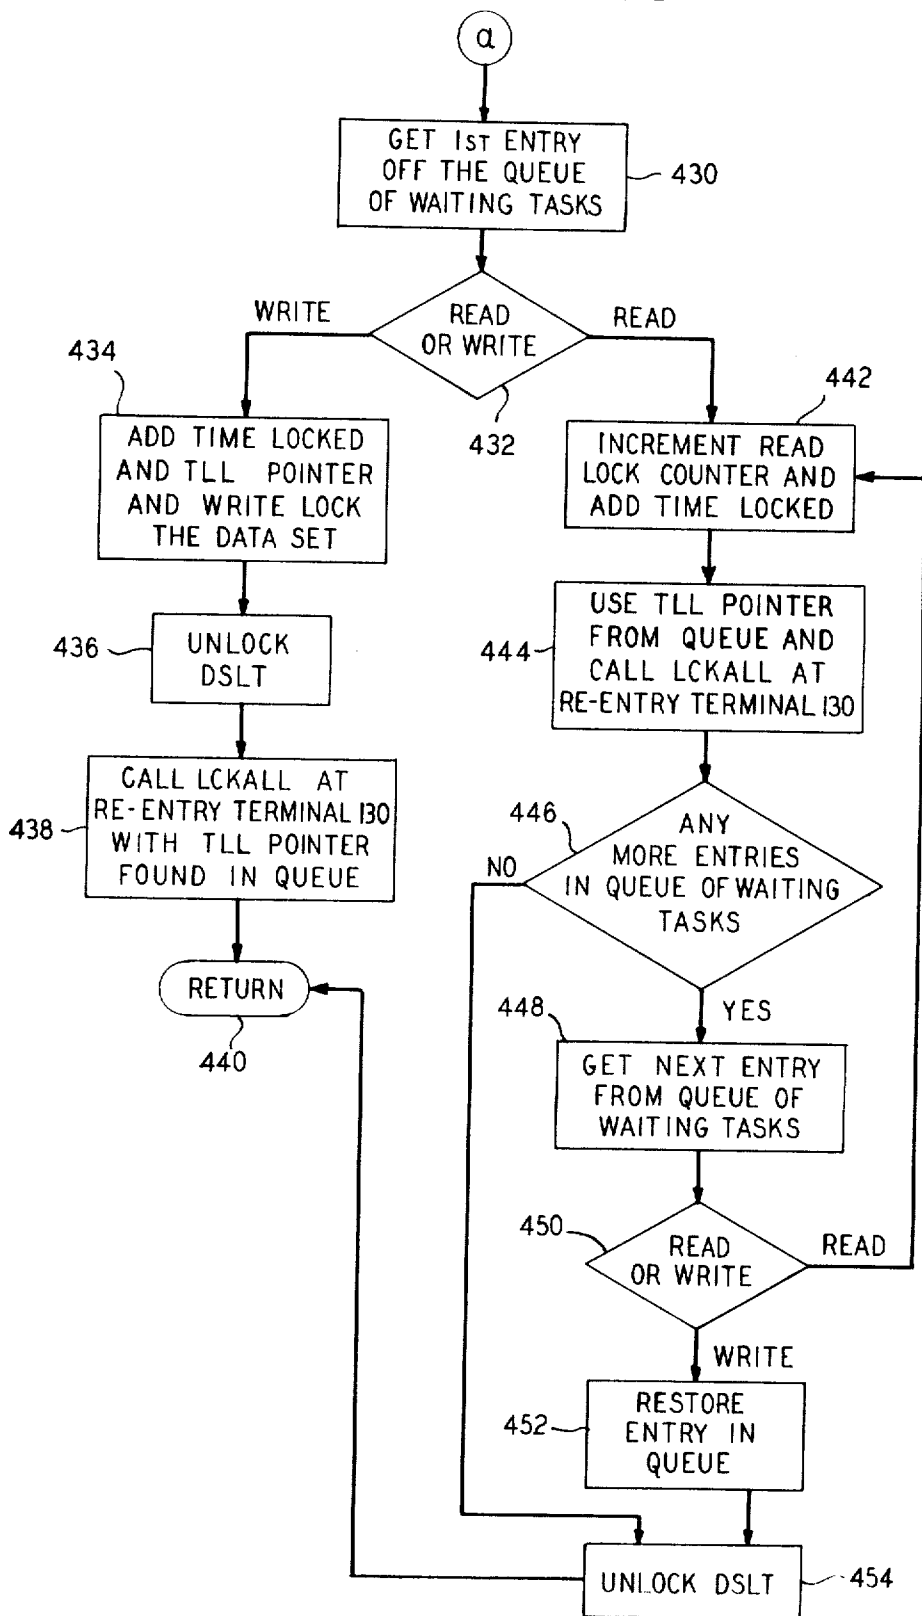 a
GET 1ST ENTRY
OFF THE QUEUE
OF WAITING TASKS
430
READ
OR WRITE
432
WRITE
READ
434
ADD TIME LOCKED
AND TLL POINTER
AND WRITE LOCK
THE DATA SET
436
UNLOCK
DSLT
438
CALL LCKALL AT
RE-ENTRY TERMINAL 130
WITH TLL POINTER
FOUND IN QUEUE
RETURN
440
442
INCREMENT READ
LOCK COUNTER AND
ADD TIME LOCKED
444
USE TLL POINTER
FROM QUEUE AND
CALL LCKALL AT
RE-ENTRY TERMINAL 130
446
ANY
MORE ENTRIES
IN QUEUE OF WAITING
TASKS
NO
YES
448
GET NEXT ENTRY
FROM QUEUE OF
WAITING TASKS
450
READ
OR WRITE
READ
WRITE
452
RESTORE
ENTRY IN
QUEUE
UNLOCK DSLT
454